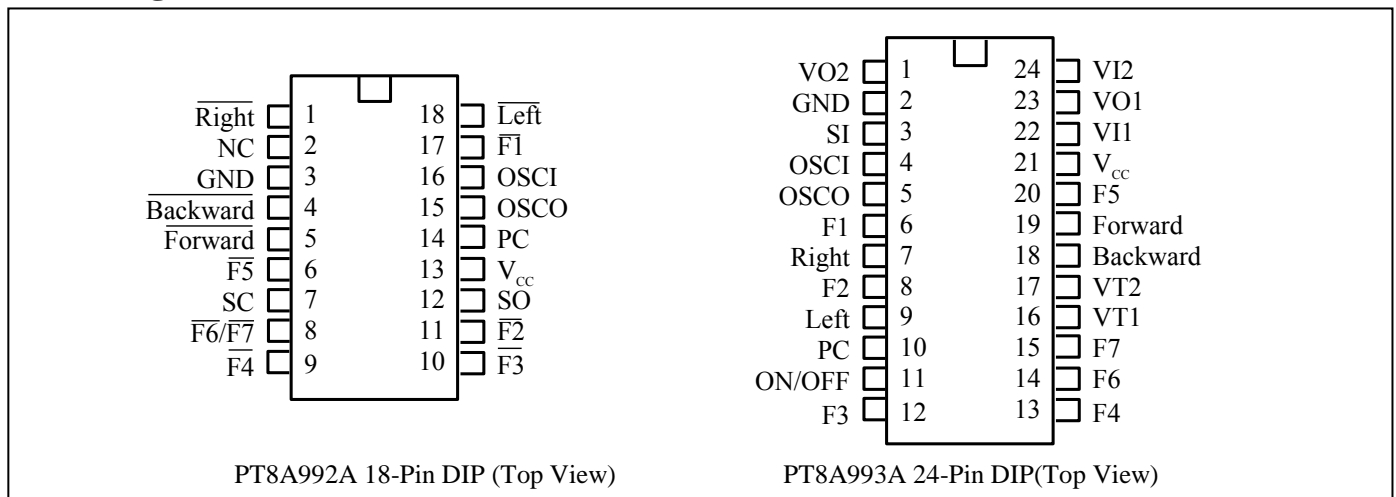 Right 1 18 Left
NC 2 17 F1
GND 3 16 OSCI
Backward 4 15 OSCO
Forward 5 14 PC
F5 6 13 Vcc
SC 7 12 SO
F6/F7 8 11 F2
F4 9 10 F3
PT8A992A 18-Pin DIP (Top View)
VO2 1 24 VI2
GND 2 23 VO1
SI 3 22 VI1
OSCI 4 21 Vcc
OSCO 5 20 F5
F1 6 19 Forward
Right 7 18 Backward
F2 8 17 VT2
Left 9 16 VT1
PC 10 15 F7
ON/OFF 11 14 F6
F3 12 13 F4
PT8A993A 24-Pin DIP(Top View)